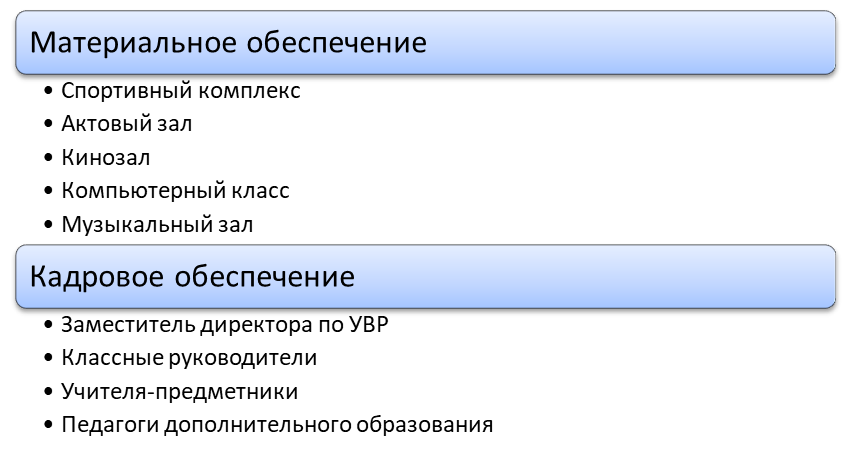 Материальное обеспечение
• Спортивный комплекс
• Актовый зал
• Кинозал
• Компьютерный класс
• Музыкальный зал
Кадровое обеспечение
• Заместитель директора по УВР
• Классные руководители
• Учителя-предметники
• Педагоги дополнительного образования